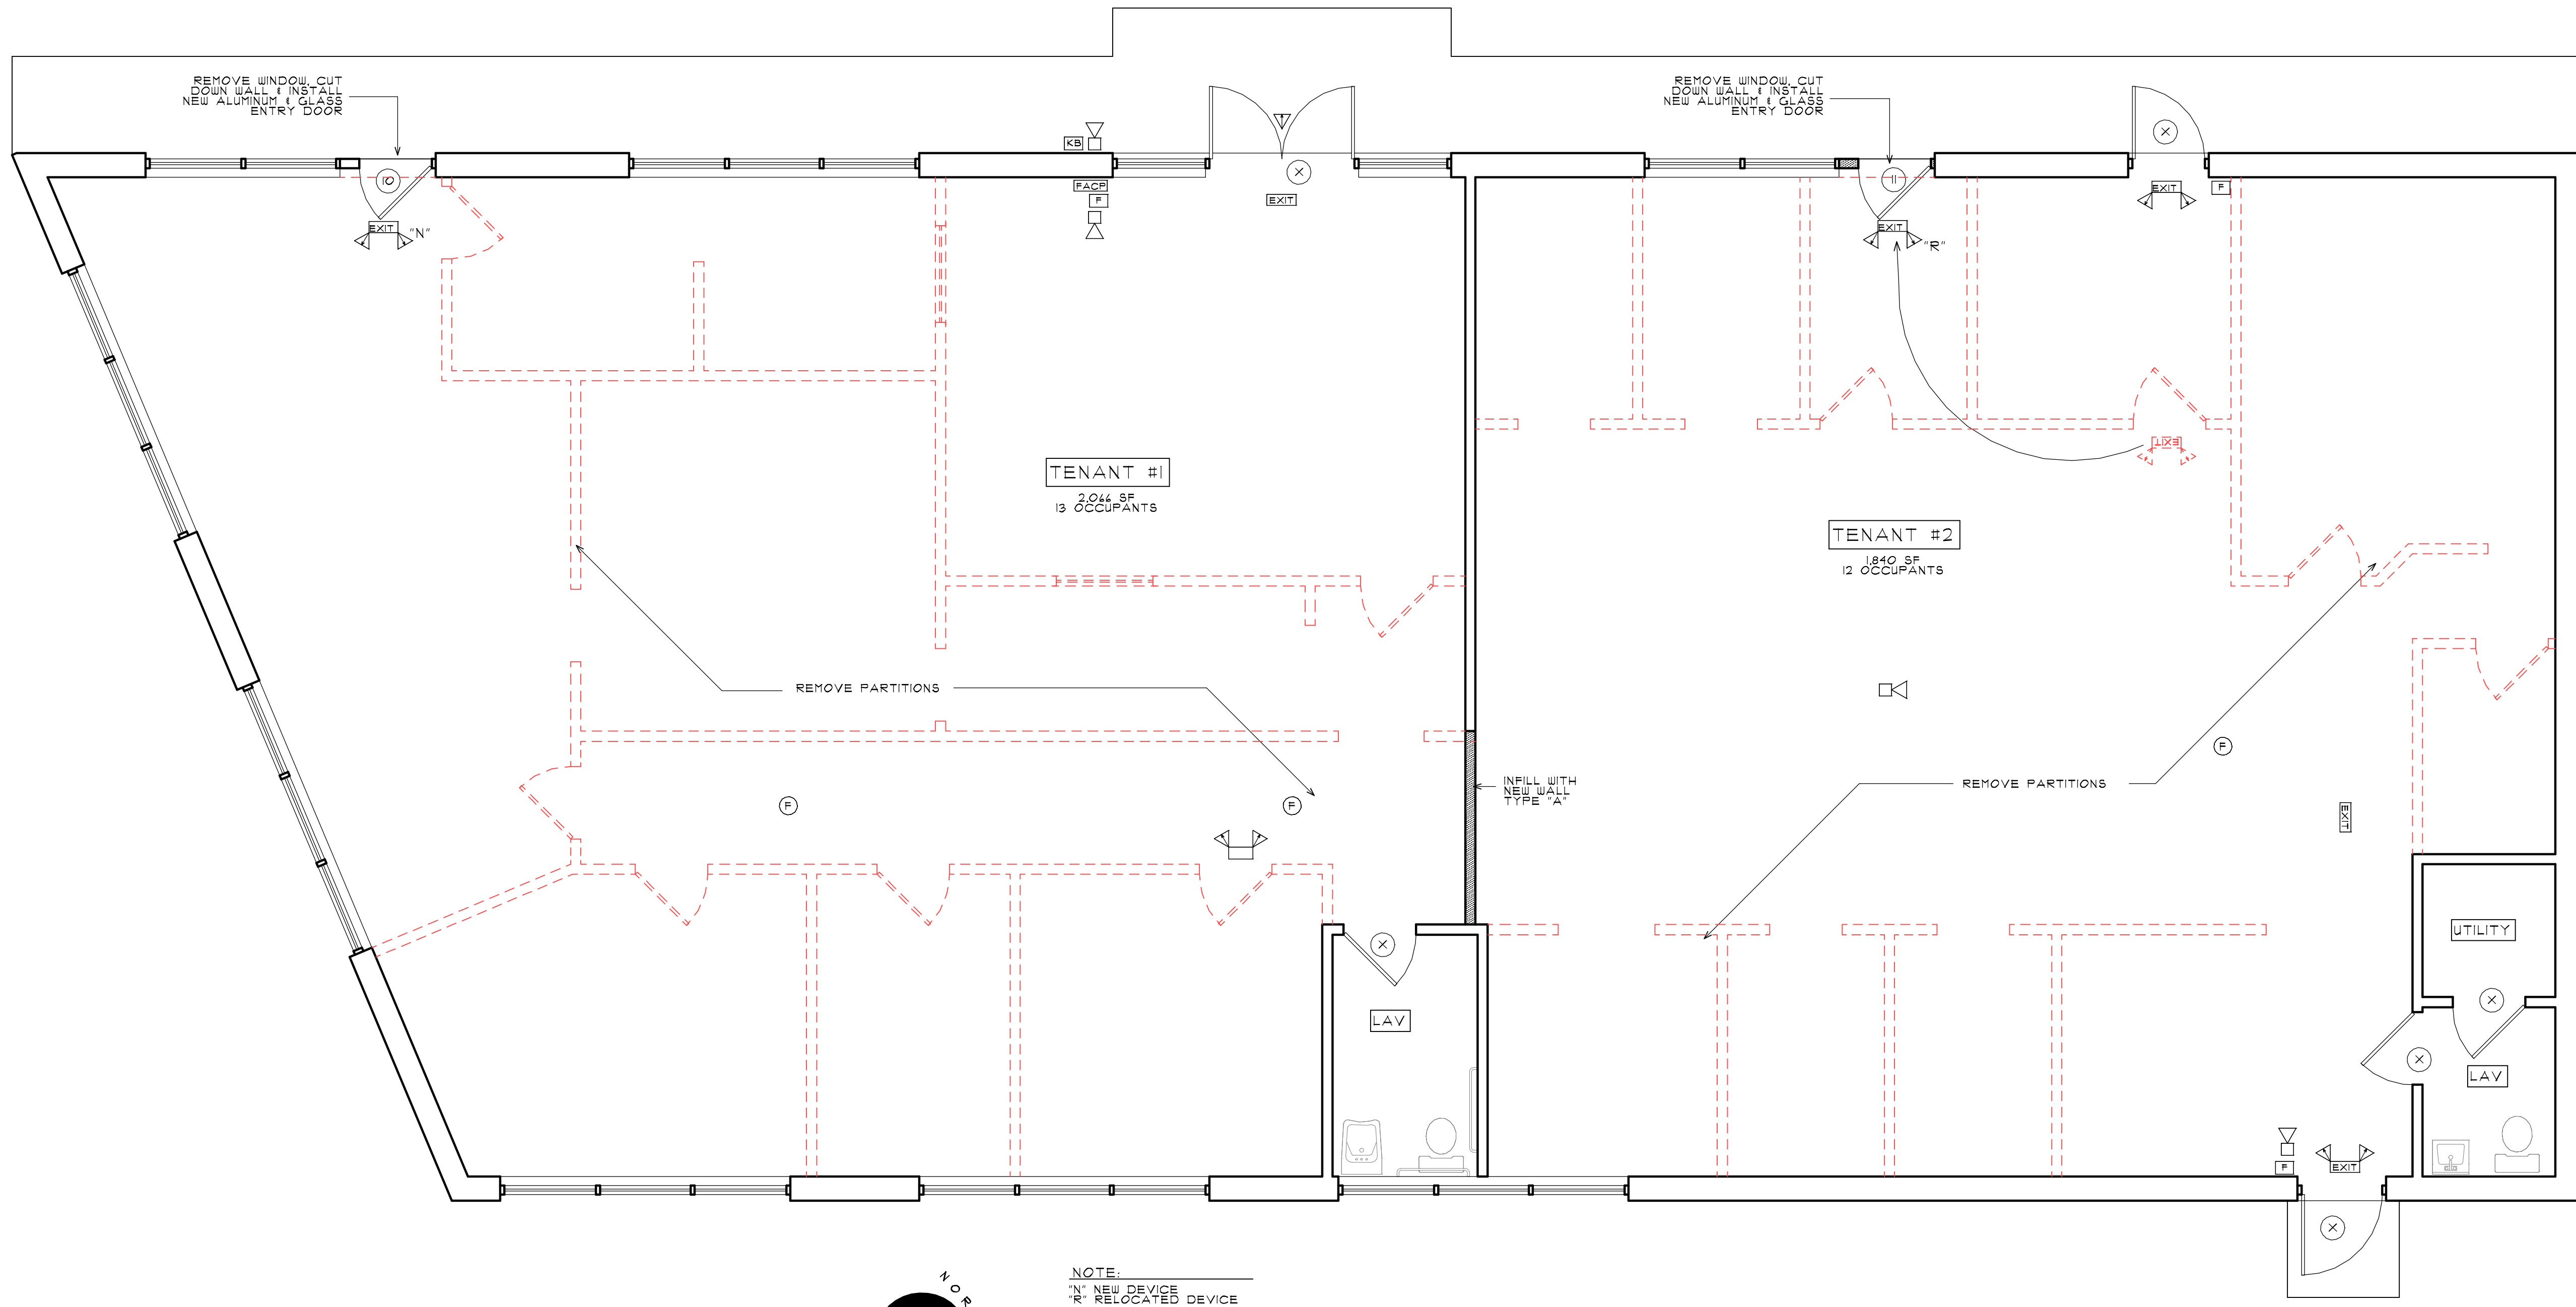 REMOVE WINDOW, CUT
DOWN WALL & INSTALL
NEW ALUMINUM & GLASS
ENTRY DOOR
REMOVE WINDOW, CUT
DOWN WALL & INSTALL
NEW ALUMINUM & GLASS
ENTRY DOOR
KB
X
10
FACP
X
11
F
EXIT
EXIT
F
EXIT "N"
EXIT
"R"
EXIT
TENANT #1
2,066 SF
13 OCCUPANTS
TENANT #2
1,840 SF
12 OCCUPANTS
REMOVE PARTITIONS
F
REMOVE PARTITIONS
INFILL WITH
NEW WALL
TYPE "A"
F
F
EXIT
UTILITY
X
X
LAV
X
LAV
F
EXIT
X
NOTE:
"N" NEW DEVICE
"R" RELOCATED DEVICE
NOR